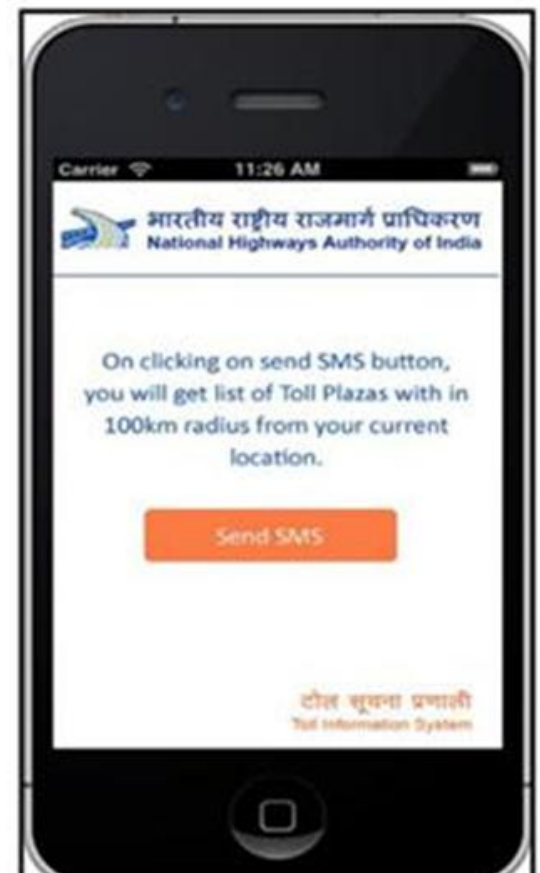 Carrier 11:26 AM
भारतीय राष्ट्रीय राजमार्ग प्राधिकरण
National Highways Authority of India
On clicking on send SMS button,
you will get list of Toll Plazas with in
100km radius from your current
location.
Send SMS
टोल सूचना प्रणाली
Toll Information System